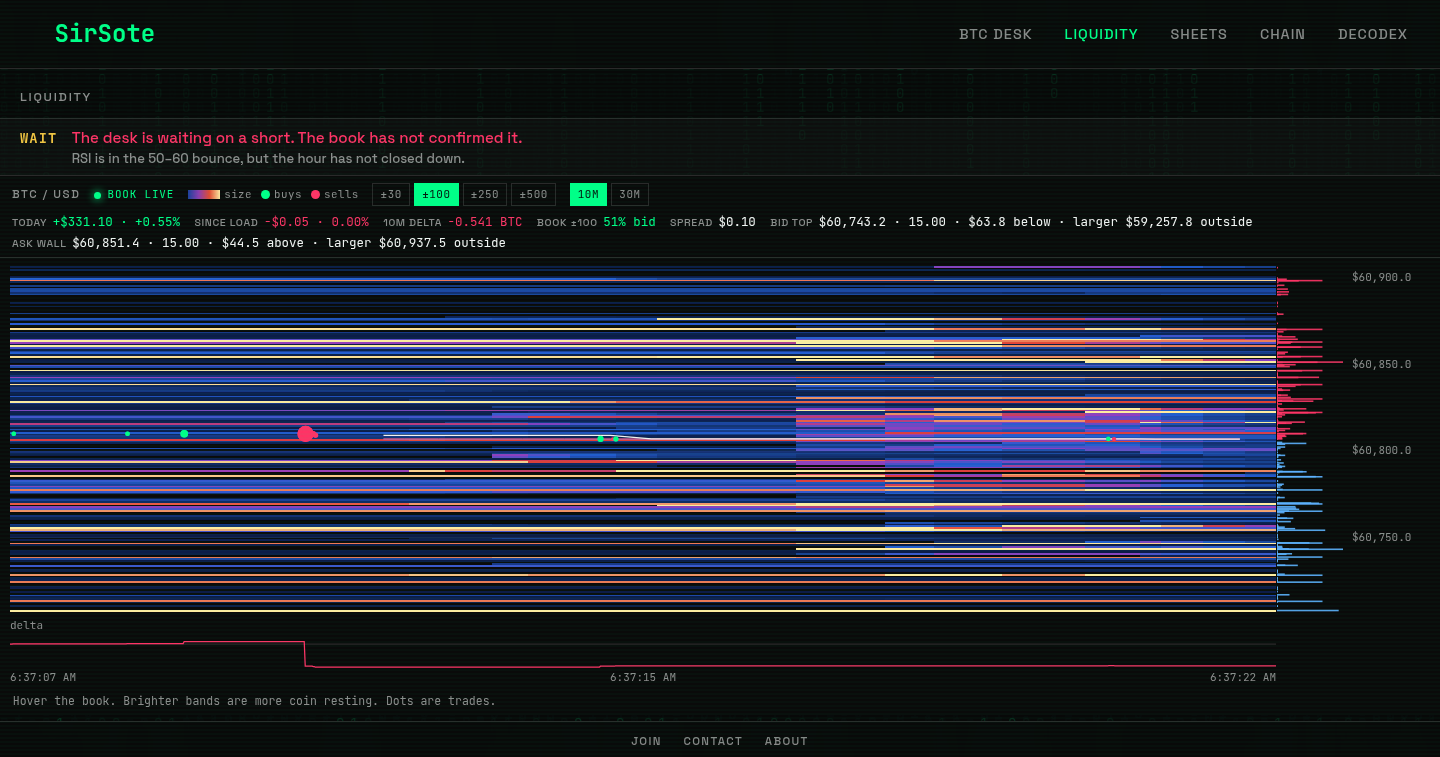 SirSote
BTC DESK LIQUIDITY SHEETS CHAIN DECODEX
LIQUIDITY
WAIT The desk is waiting on a short. The book has not confirmed it.
RSI is in the 50–60 bounce, but the hour has not closed down.
BTC / USD BOOK LIVE size buys sells ±30 ±100 ±250 ±500 10M 30M
TODAY +$331.10 · +0.55% SINCE LOAD -$0.05 · 0.00% 10M DELTA -0.541 BTC BOOK ±100 51% bid SPREAD $0.10 BID TOP $60,743.2 · 15.00 · $63.8 below · larger $59,257.8 outside
ASK WALL $60,851.4 · 15.00 · $44.5 above · larger $60,937.5 outside
$60,900.0
$60,850.0
$60,800.0
$60,750.0
delta
6:37:07 AM 6:37:15 AM 6:37:22 AM
Hover the book. Brighter bands are more coin resting. Dots are trades.
JOIN CONTACT ABOUT